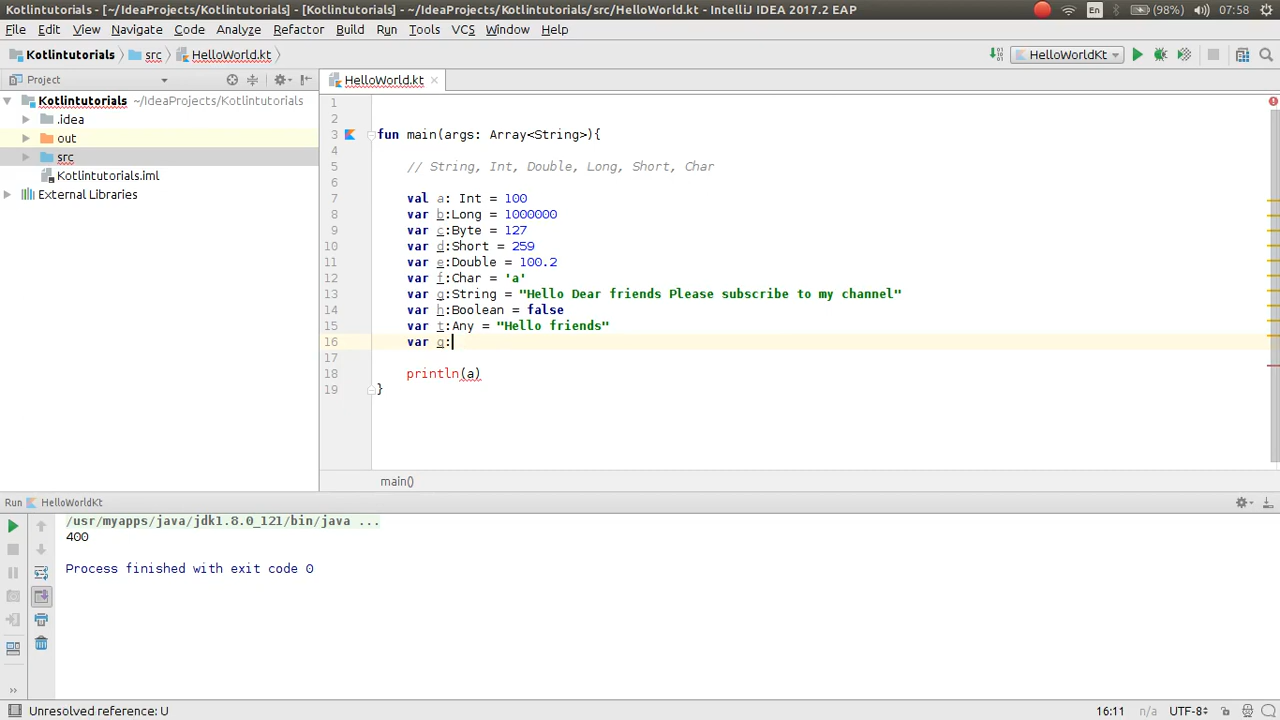 Kotlintutorials - [~/IdeaProjects/Kotlintutorials] - [Kotlintutorials] - ~/IdeaProjects/Kotlintutorials/src/HelloWorld.kt - IntelliJ IDEA 2017.2 EAP
En
(98%)
07:58
File Edit View Navigate Code Analyze Refactor Build Run Tools VCS Window Help
Kotlintutorials src HelloWorld.kt
HelloWorldKt
Project
HelloWorld.kt
Kotlintutorials ~/IdeaProjects/Kotlintutorials
.idea
out
src
Kotlintutorials.iml
External Libraries
1
2
3 fun main(args: Array<String>){
4
5 // String, Int, Double, Long, Short, Char
6
7 val a: Int = 100
8 var b:Long = 1000000
9 var c:Byte = 127
10 var d:Short = 259
11 var e:Double = 100.2
12 var f:Char = 'a'
13 var g:String = "Hello Dear friends Please subscribe to my channel"
14 var h:Boolean = false
15 var t:Any = "Hello friends"
16 var q:
17
18 println(a)
19 }
main()
Run HelloWorldKt
/usr/myapps/java/jdk1.8.0_121/bin/java ...
400
Process finished with exit code 0
Unresolved reference: U
16:11 n/a UTF-8